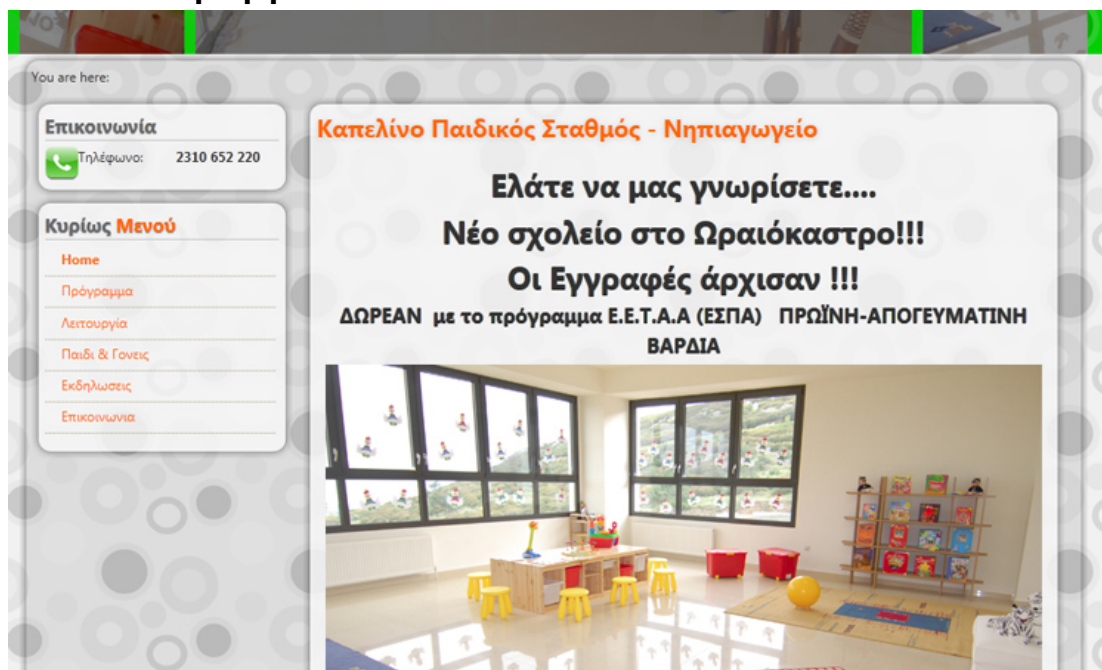 You are here:
Επικοινωνία
Τηλέφωνο: 2310 652 220
Κυρίως Μενού
Home
Πρόγραμμα
Λειτουργία
Παιδι & Γονεις
Εκδηλωσεις
Επικοινωνια
Καπελίνο Παιδικός Σταθμός - Νηπιαγωγείο
Ελάτε να μας γνωρίσετε....
Νέο σχολείο στο Ωραιόκαστρο!!!
Οι Εγγραφές άρχισαν !!!
ΔΩΡΕΑΝ με το πρόγραμμα Ε.Ε.Τ.Α.Α (ΕΣΠΑ) ΠΡΩΪΝΗ-ΑΠΟΓΕΥΜΑΤΙΝΗ
ΒΑΡΔΙΑ